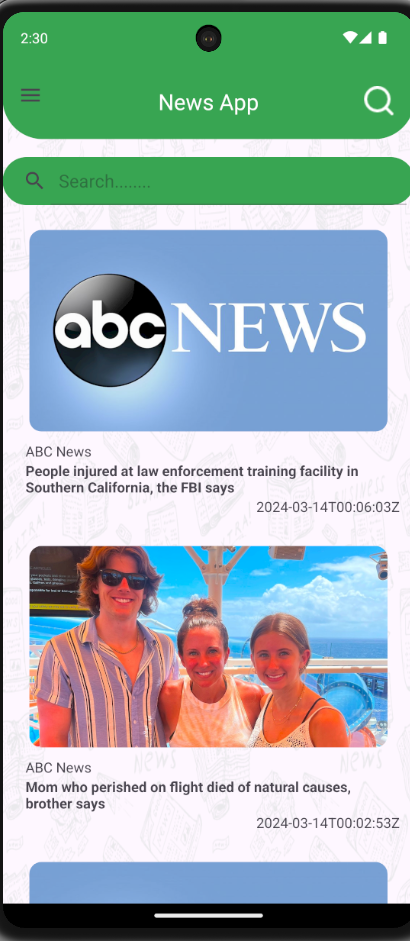 2:30
News App
Search........
abc NEWS
ABC News
People injured at law enforcement training facility in
Southern California, the FBI says
2024-03-14T00:06:03Z
ABC News
Mom who perished on flight died of natural causes,
brother says
2024-03-14T00:02:53Z